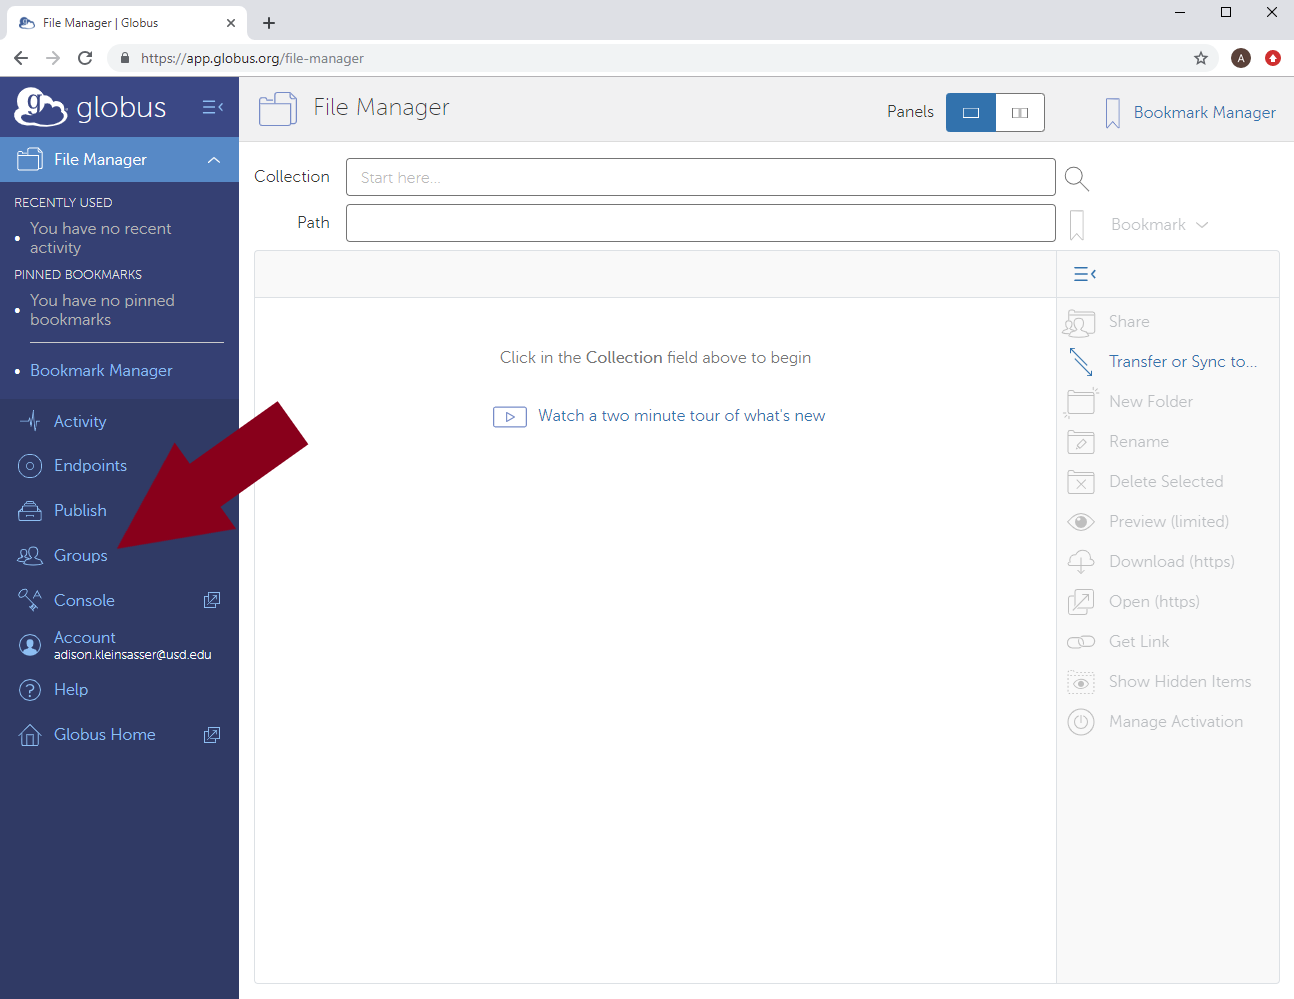 File Manager | Globus
https://app.globus.org/file-manager
A
g globus
File Manager
Panels
Bookmark Manager
File Manager
RECENTLY USED
You have no recent
activity
PINNED BOOKMARKS
You have no pinned
bookmarks
Bookmark Manager
Activity
Endpoints
Publish
Groups
Console
Account
adison.kleinsasser@usd.edu
Help
Globus Home
Collection
Start here...
Path
Bookmark
Click in the Collection field above to begin
Watch a two minute tour of what's new
Share
Transfer or Sync to...
New Folder
Rename
Delete Selected
Preview (limited)
Download (https)
Open (https)
Get Link
Show Hidden Items
Manage Activation